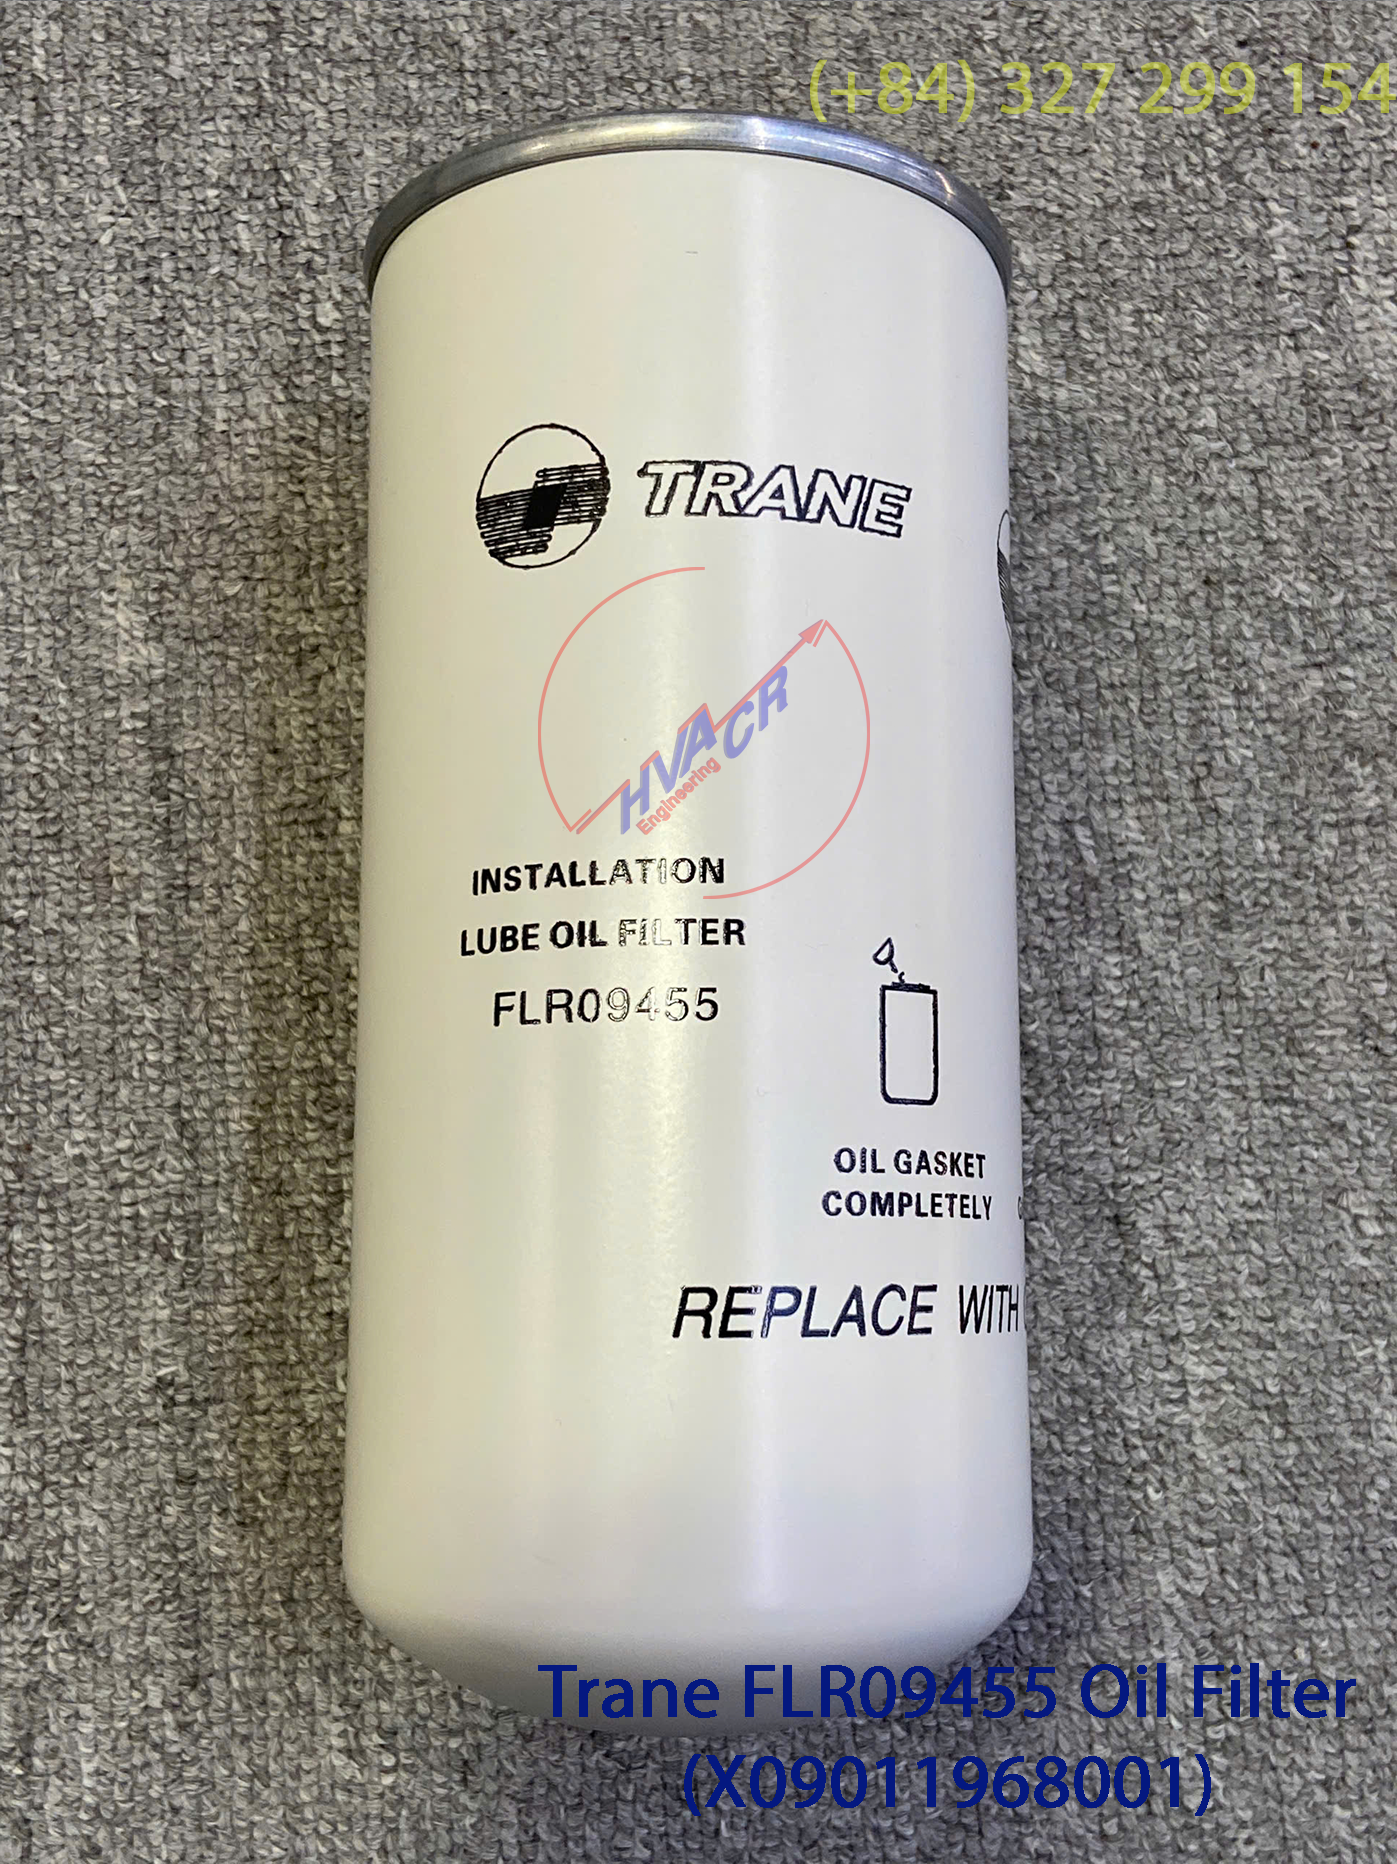 (+84) 327 299 154
TRANE
HVACR
Engineering
INSTALLATION
LUBE OIL FILTER
FLR09455
OIL GASKET
COMPLETELY
REPLACE WITH
Trane FLR09455 Oil Filter
(X09011968001)